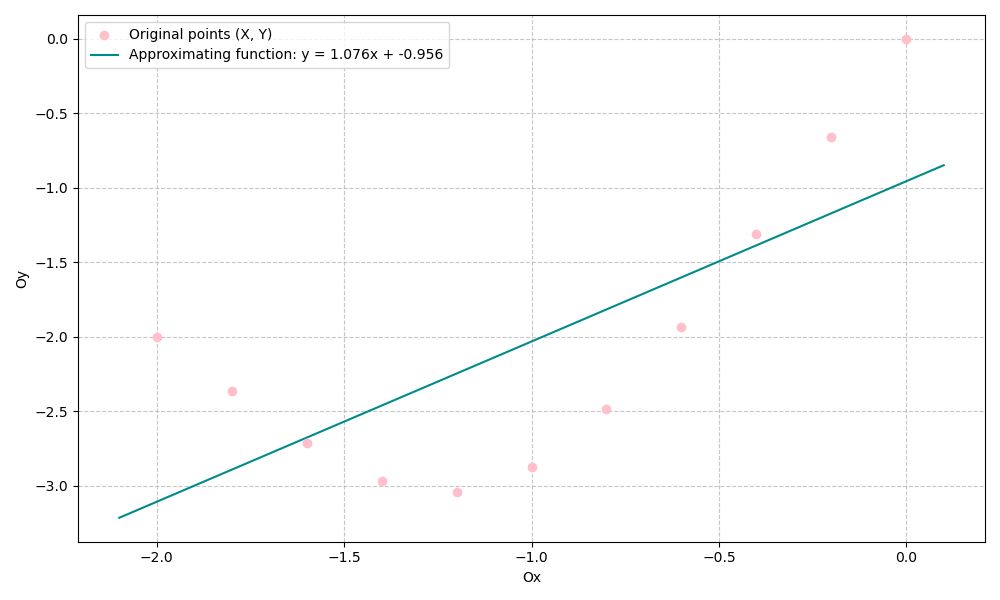 Original points (X, Y)
Approximating function: y = 1.076x + -0.956
0.0
−0.5
−1.0
−1.5
−2.0
−2.5
−3.0
Oy
−2.0 −1.5 −1.0 −0.5 0.0
Ox